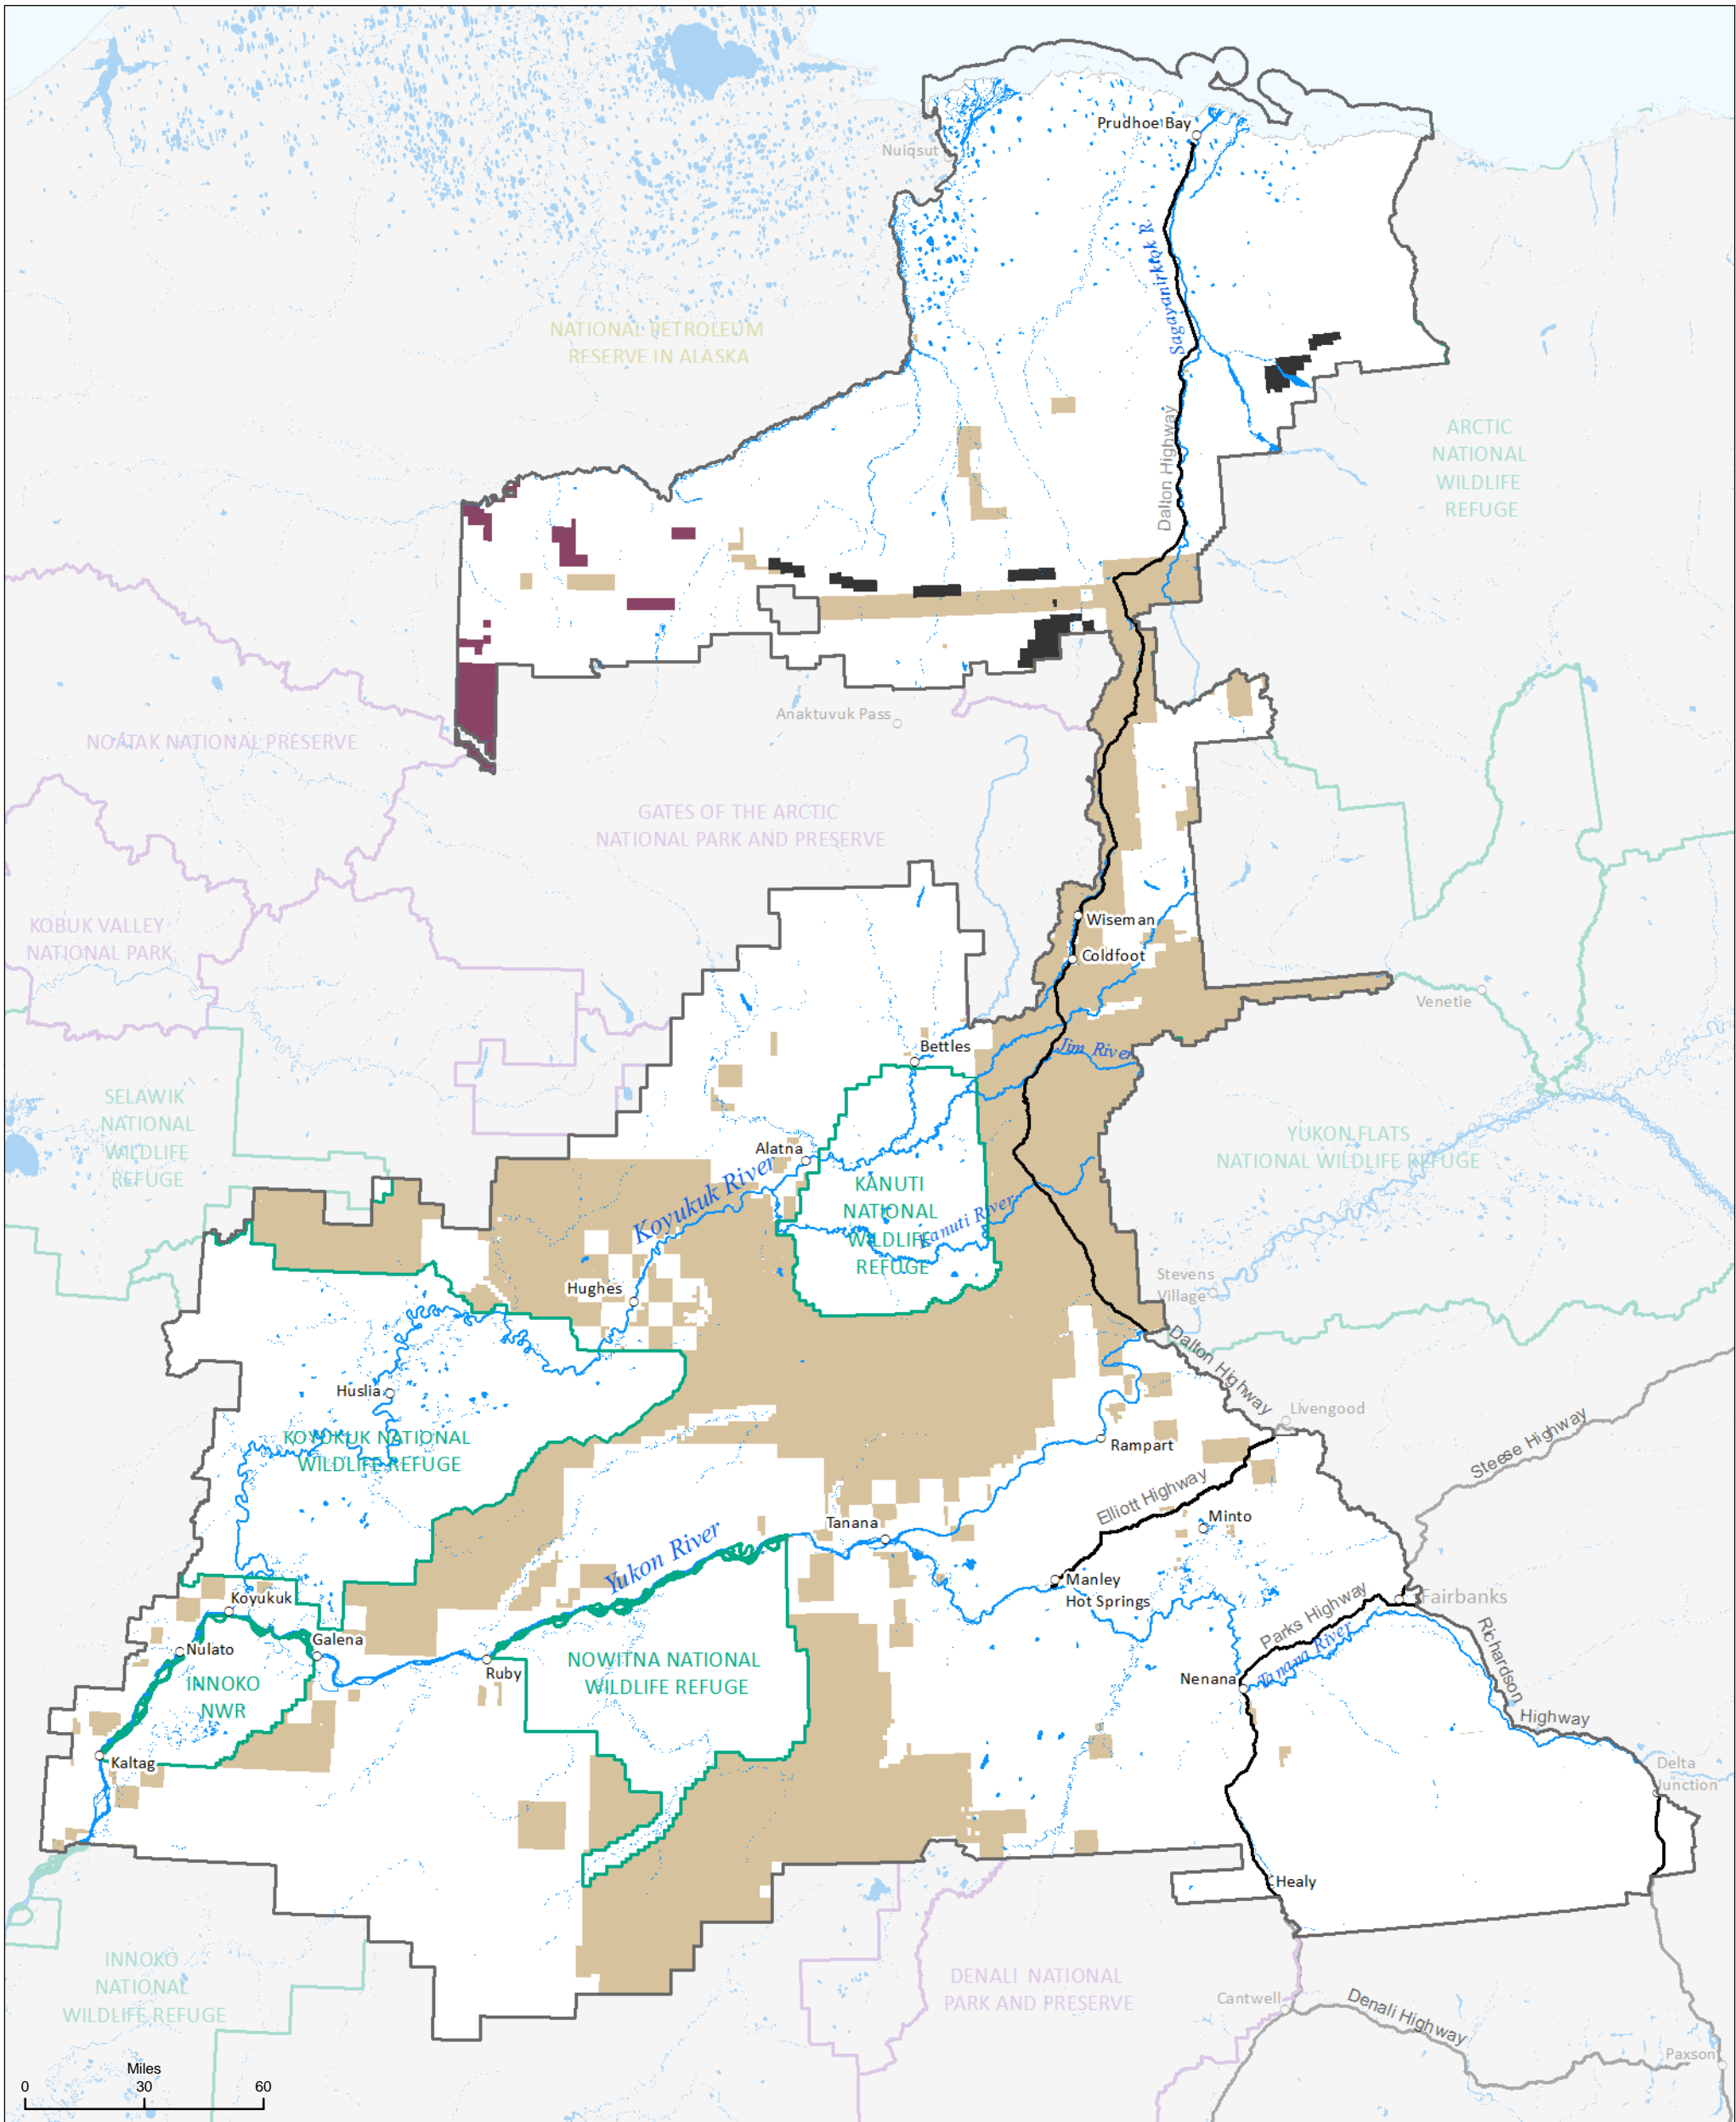 Prudhoe Bay
Nuiqsut
Sagavanirktok R.
NATIONAL PETROLEUM
RESERVE IN ALASKA
Dalton Highway
ARCTIC
NATIONAL
WILDLIFE
REFUGE
Anaktuvuk Pass
NOATAK NATIONAL PRESERVE
GATES OF THE ARCTIC
NATIONAL PARK AND PRESERVE
KOBUK VALLEY
NATIONAL PARK
Wiseman
Coldfoot
Venetie
Bettles
Jim River
SELAWIK
NATIONAL
WILDLIFE
REFUGE
YUKON FLATS
NATIONAL WILDLIFE REFUGE
Alatna
Koyukuk River
KANUTI
NATIONAL
WILDLIFE
REFUGE
Kanuti River
Hughes
Stevens
Village
Dalton Highway
Huslia
Livengood
KOYUKUK NATIONAL
WILDLIFE REFUGE
Rampart
Steese Highway
Elliott Highway
Tanana
Minto
Yukon River
Manley
Hot Springs
Koyukuk
Fairbanks
Parks Highway
Nulato
Galena
Ruby
NOWITNA NATIONAL
WILDLIFE REFUGE
INNOKO
NWR
Tanana River
Nenana
Richardson
Highway
Kaltag
Delta
Junction
Healy
INNOKO
NATIONAL
WILDLIFE REFUGE
DENALI NATIONAL
PARK AND PRESERVE
Cantwell
Denali Highway
Paxson
Miles
0 30 60